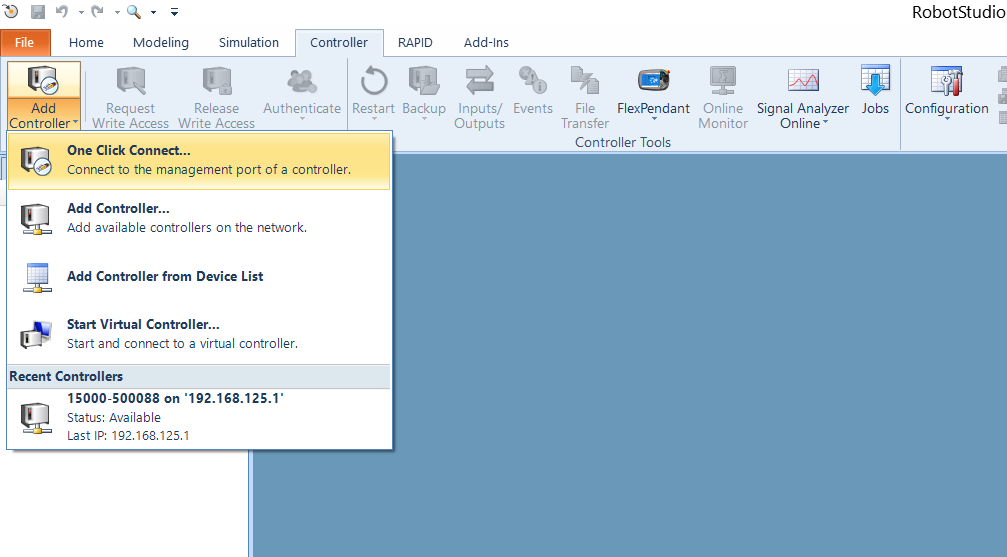 RobotStudio
File Home Modeling Simulation Controller RAPID Add-Ins
Add Controller
Request Write Access
Release Write Access
Authenticate
Restart
Backup
Inputs/ Outputs
Events
File Transfer
FlexPendant
Online Monitor
Signal Analyzer Online
Jobs
Configuration
Controller Tools
One Click Connect...
Connect to the management port of a controller.
Add Controller...
Add available controllers on the network.
Add Controller from Device List
Start Virtual Controller...
Start and connect to a virtual controller.
Recent Controllers
15000-500088 on '192.168.125.1'
Status: Available
Last IP: 192.168.125.1